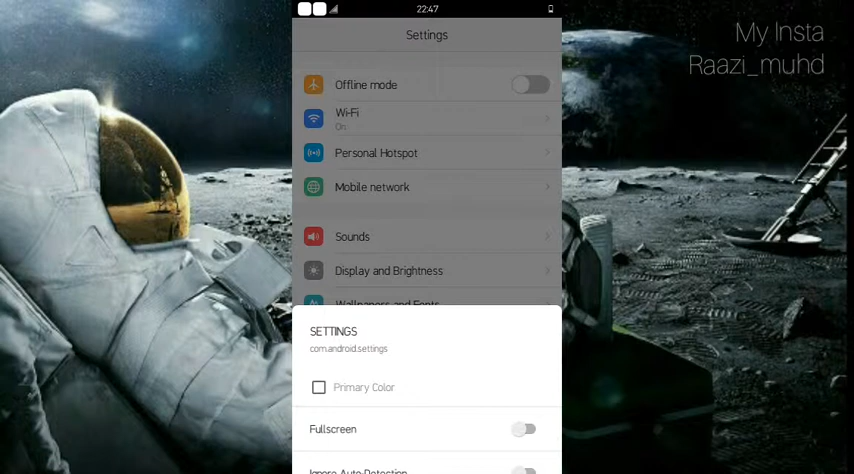 22:47
My Insta
Raazi_muhd
Settings
Offline mode
Wi-Fi
On
Personal Hotspot
Mobile network
Sounds
Display and Brightness
Wallpapers and Fonts
SETTINGS
com.android.settings
Primary Color
Fullscreen
Ignore Auto-Detection